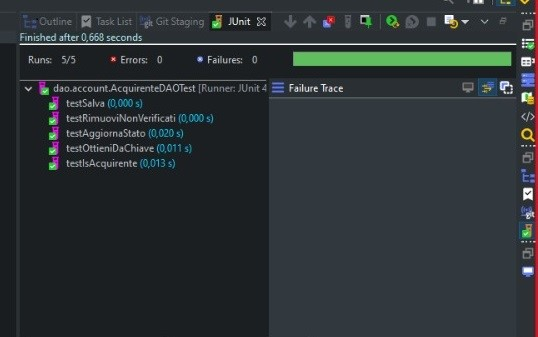 Outline Task List Git Staging JUnit
Finished after 0,668 seconds
Runs: 5/5 Errors: 0 Failures: 0
dao.account.AcquirenteDAOTest [Runner: JUnit 4
Failure Trace
testSalva (0,000 s)
testRimuoviNonVerificati (0,000 s)
testAggiornaStato (0,020 s)
testOttieniDaChiave (0,011 s)
testIsAcquirente (0,013 s)